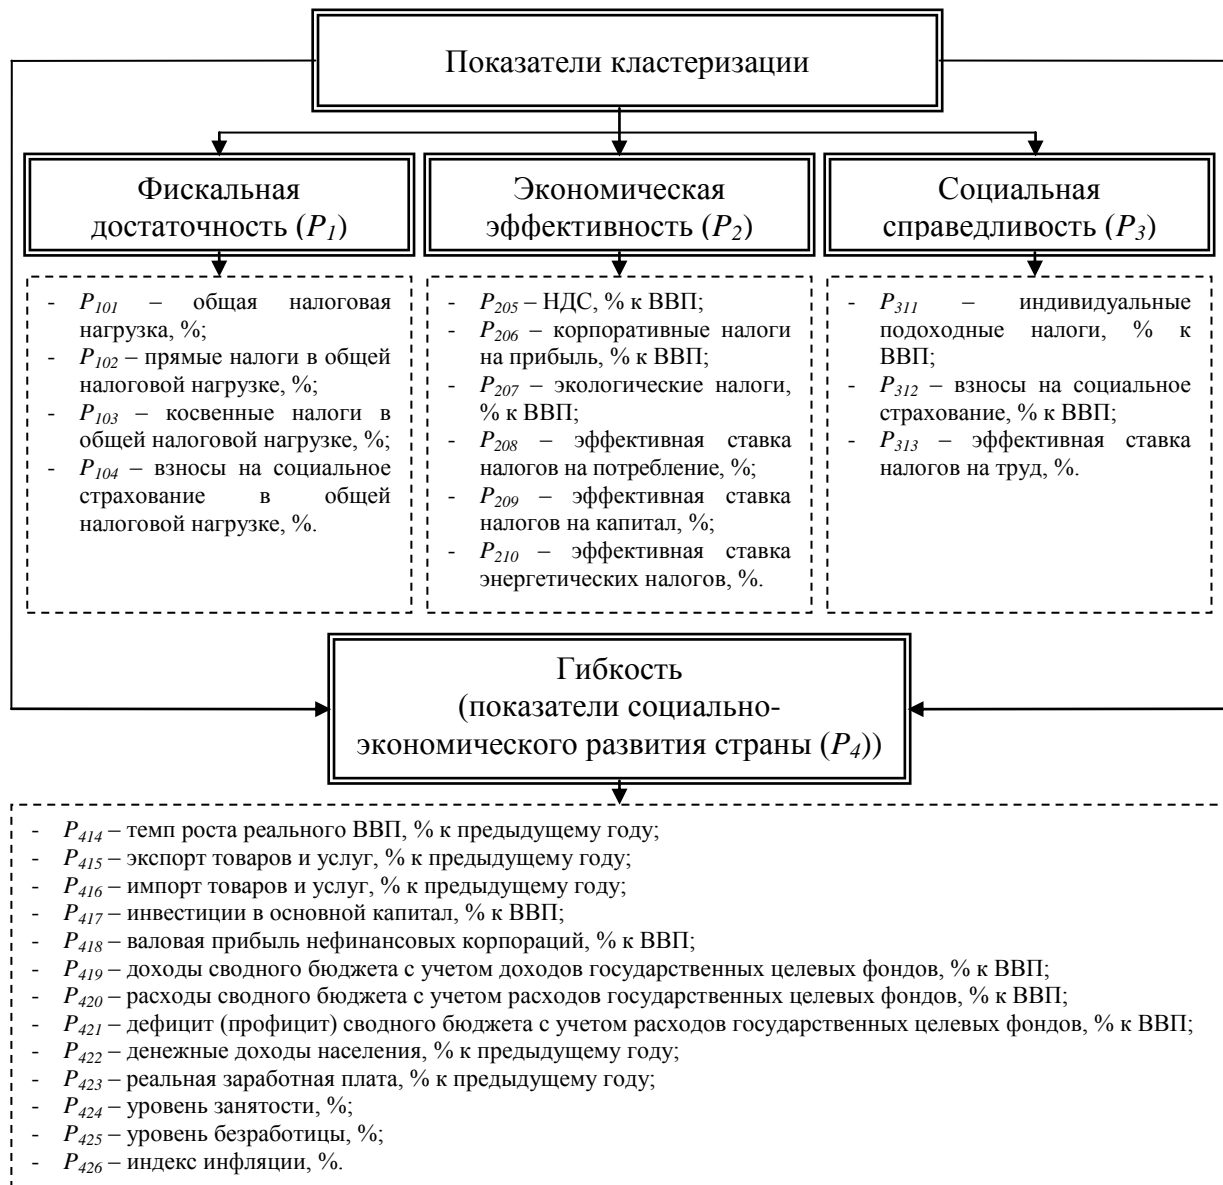 Показатели кластеризации
Фискальная
достаточность (P1)
Экономическая
эффективность (P2)
Социальная
справедливость (P3)
- P101 – общая налоговая
нагрузка, %;
- P102 – прямые налоги в общей
налоговой нагрузке, %;
- P103 – косвенные налоги в
общей налоговой нагрузке, %;
- P104 – взносы на социальное
страхование в общей
налоговой нагрузке, %.
- P205 – НДС, % к ВВП;
- P206 – корпоративные налоги
на прибыль, % к ВВП;
- P207 – экологические налоги,
% к ВВП;
- P208 – эффективная ставка
налогов на потребление, %;
- P209 – эффективная ставка
налогов на капитал, %;
- P210 – эффективная ставка
энергетических налогов, %.
- P311 – индивидуальные
подоходные налоги, % к
ВВП;
- P312 – взносы на социальное
страхование, % к ВВП;
- P313 – эффективная ставка
налогов на труд, %.
Гибкость
(показатели социально-
экономического развития страны (P4))
- P414 – темп роста реального ВВП, % к предыдущему году;
- P415 – экспорт товаров и услуг, % к предыдущему году;
- P416 – импорт товаров и услуг, % к предыдущему году;
- P417 – инвестиции в основной капитал, % к ВВП;
- P418 – валовая прибыль нефинансовых корпораций, % к ВВП;
- P419 – доходы сводного бюджета с учетом доходов государственных целевых фондов, % к ВВП;
- P420 – расходы сводного бюджета с учетом расходов государственных целевых фондов, % к ВВП;
- P421 – дефицит (профицит) сводного бюджета с учетом расходов государственных целевых фондов, % к ВВП;
- P422 – денежные доходы населения, % к предыдущему году;
- P423 – реальная заработная плата, % к предыдущему году;
- P424 – уровень занятости, %;
- P425 – уровень безработицы, %;
- P426 – индекс инфляции, %.